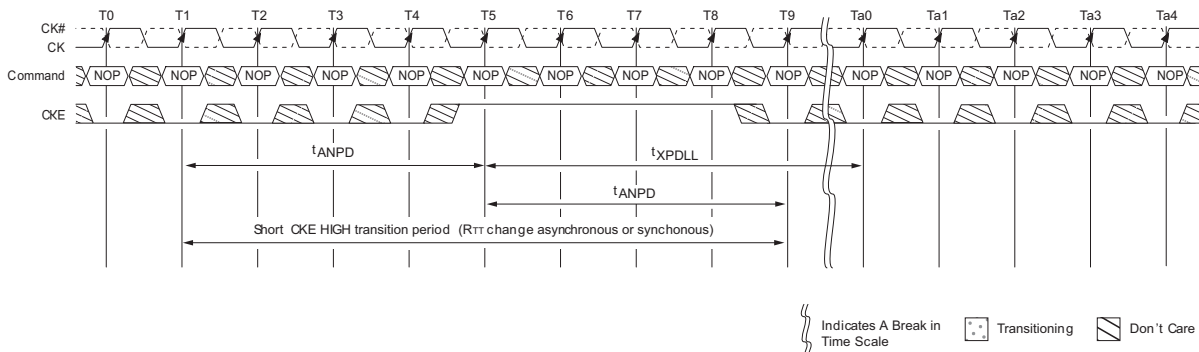 T0 T1 T2 T3 T4 T5 T6 T7 T8 T9 Ta0 Ta1 Ta2 Ta3 Ta4
CK#
CK
Command NOP NOP NOP NOP NOP NOP NOP NOP NOP NOP NOP NOP NOP NOP NOP
CKE
tANPD tXPDLL
tANPD
Short CKE HIGH transition period (RTT change asynchronous or synchonous)
Indicates A Break in
Time Scale
Transitioning
Don't Care